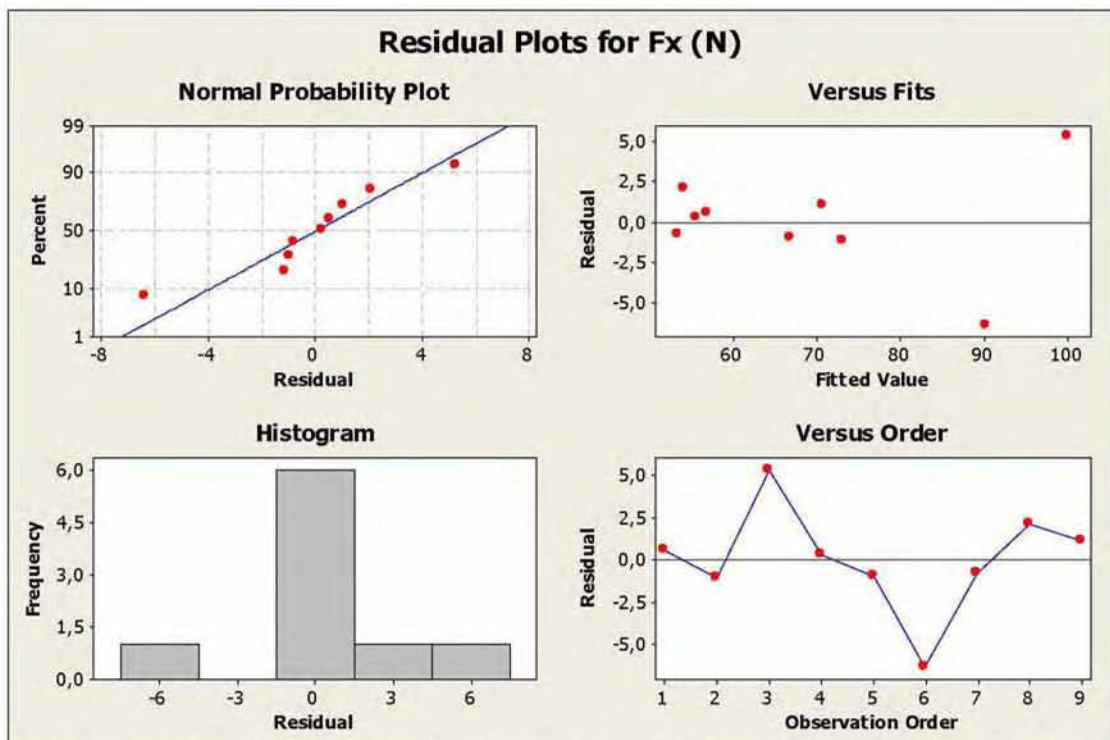 Residual Plots for Fx (N)
Normal Probability Plot
Percent
99
90
50
10
1
-8 -4 0 4 8
Residual
Versus Fits
Residual
5,0
2,5
0,0
-2,5
-5,0
60 70 80 90 100
Fitted Value
Histogram
Frequency
6,0
4,5
3,0
1,5
0,0
-6 -3 0 3 6
Residual
Versus Order
Residual
5,0
2,5
0,0
-2,5
-5,0
1 2 3 4 5 6 7 8 9
Observation Order